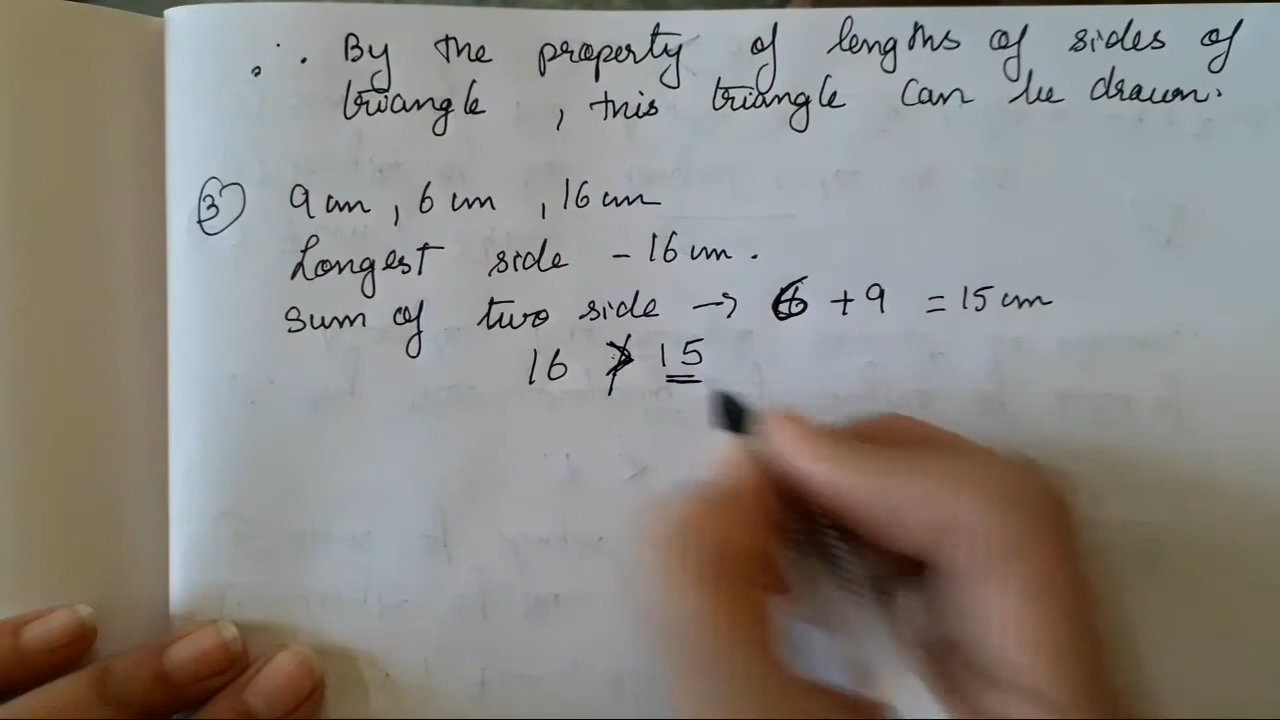 ∴ By the property of lengths of sides of
triangle, this triangle can be drawn.
③ 9 cm, 6 cm, 16 cm
Longest side - 16 cm.
Sum of two side → 6 + 9 = 15 cm
16 ≯ 15